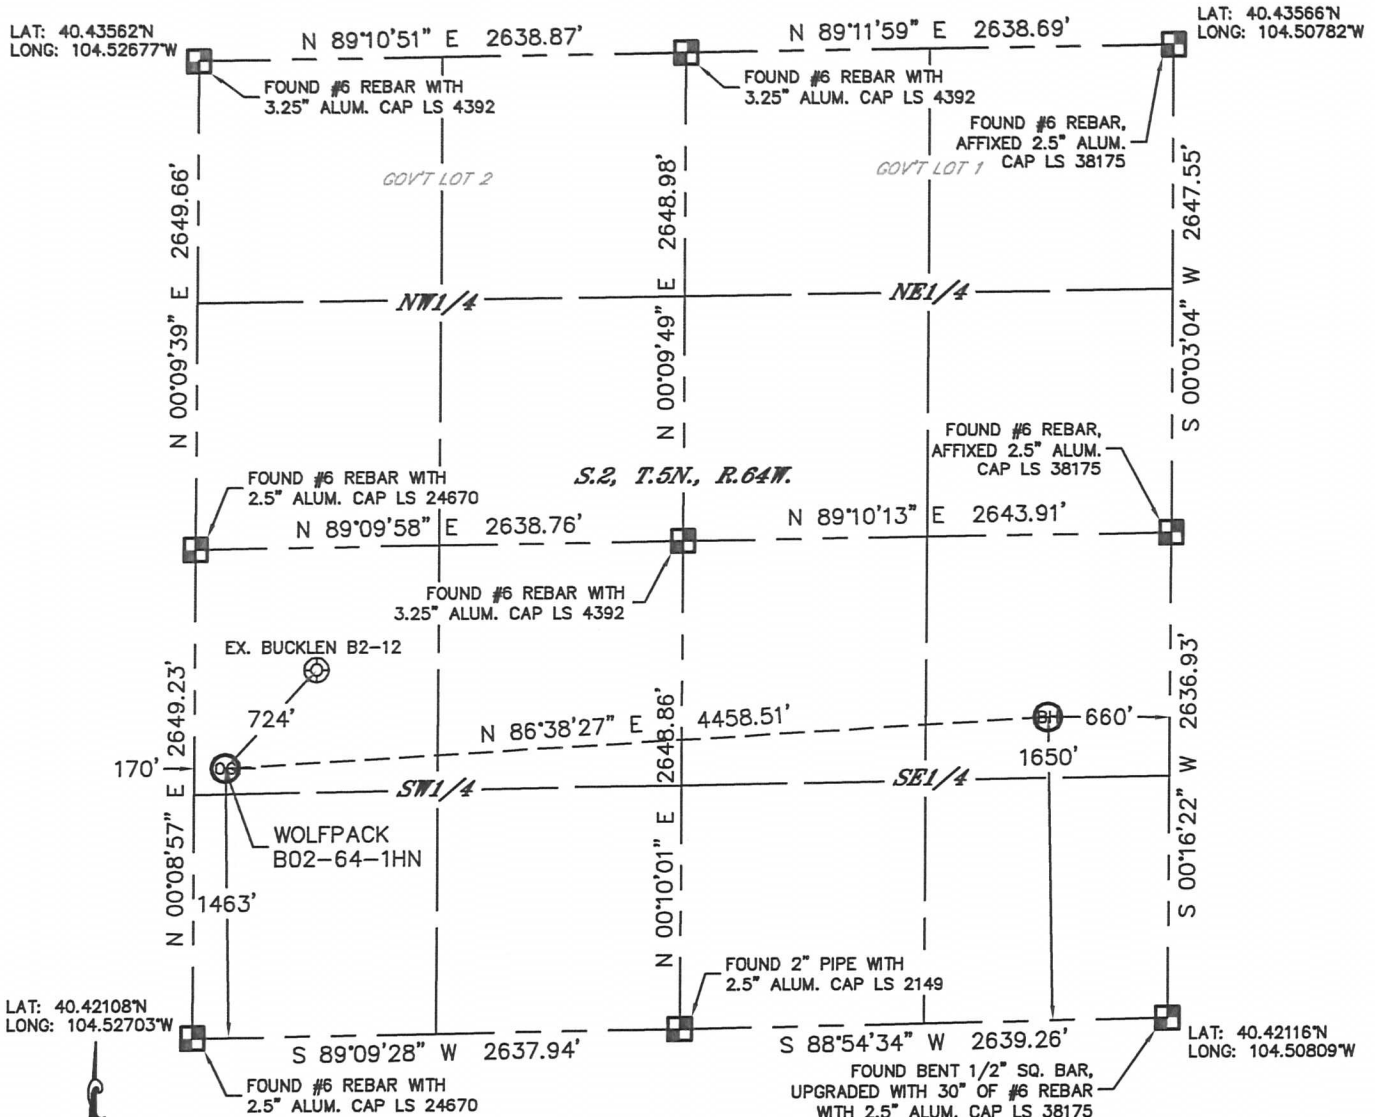 LAT: 40.43562°N
LONG: 104.52677°W
N 89°10'51" E 2638.87'
N 89°11'59" E 2638.69'
LAT: 40.43566°N
LONG: 104.50782°W
FOUND #6 REBAR WITH
3.25" ALUM. CAP LS 4392
FOUND #6 REBAR WITH
3.25" ALUM. CAP LS 4392
FOUND #6 REBAR,
AFFIXED 2.5" ALUM.
CAP LS 38175
GOV'T LOT 2
GOV'T LOT 1
N 00°09'39" E 2649.66'
N 00°09'49" E 2648.98'
S 00°03'04" W 2647.55'
NW1/4
NE1/4
FOUND #6 REBAR WITH
2.5" ALUM. CAP LS 24670
S.2, T.5N., R.64W.
FOUND #6 REBAR,
AFFIXED 2.5" ALUM.
CAP LS 38175
N 89°09'58" E 2638.76'
N 89°10'13" E 2643.91'
FOUND #6 REBAR WITH
3.25" ALUM. CAP LS 4392
EX. BUCKLEN B2-12
724'
N 86°38'27" E 4458.51'
BH
660'
1650'
170'
OG
SW1/4
SE1/4
WOLFPACK
B02-64-1HN
1463'
N 00°08'57" E 2649.23'
N 00°10'01" E 2648.86'
S 00°16'22" W 2636.93'
FOUND 2" PIPE WITH
2.5" ALUM. CAP LS 2149
LAT: 40.42108°N
LONG: 104.52703°W
S 89°09'28" W 2637.94'
S 88°54'34" W 2639.26'
LAT: 40.42116°N
LONG: 104.50809°W
FOUND #6 REBAR WITH
2.5" ALUM. CAP LS 24670
FOUND BENT 1/2" SQ. BAR,
UPGRADED WITH 30" OF #6 REBAR
WITH 2.5" ALUM. CAP LS 38175